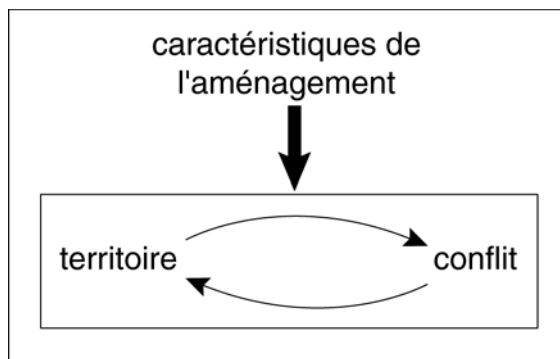 caractéristiques de
l'aménagement
territoire
conflit